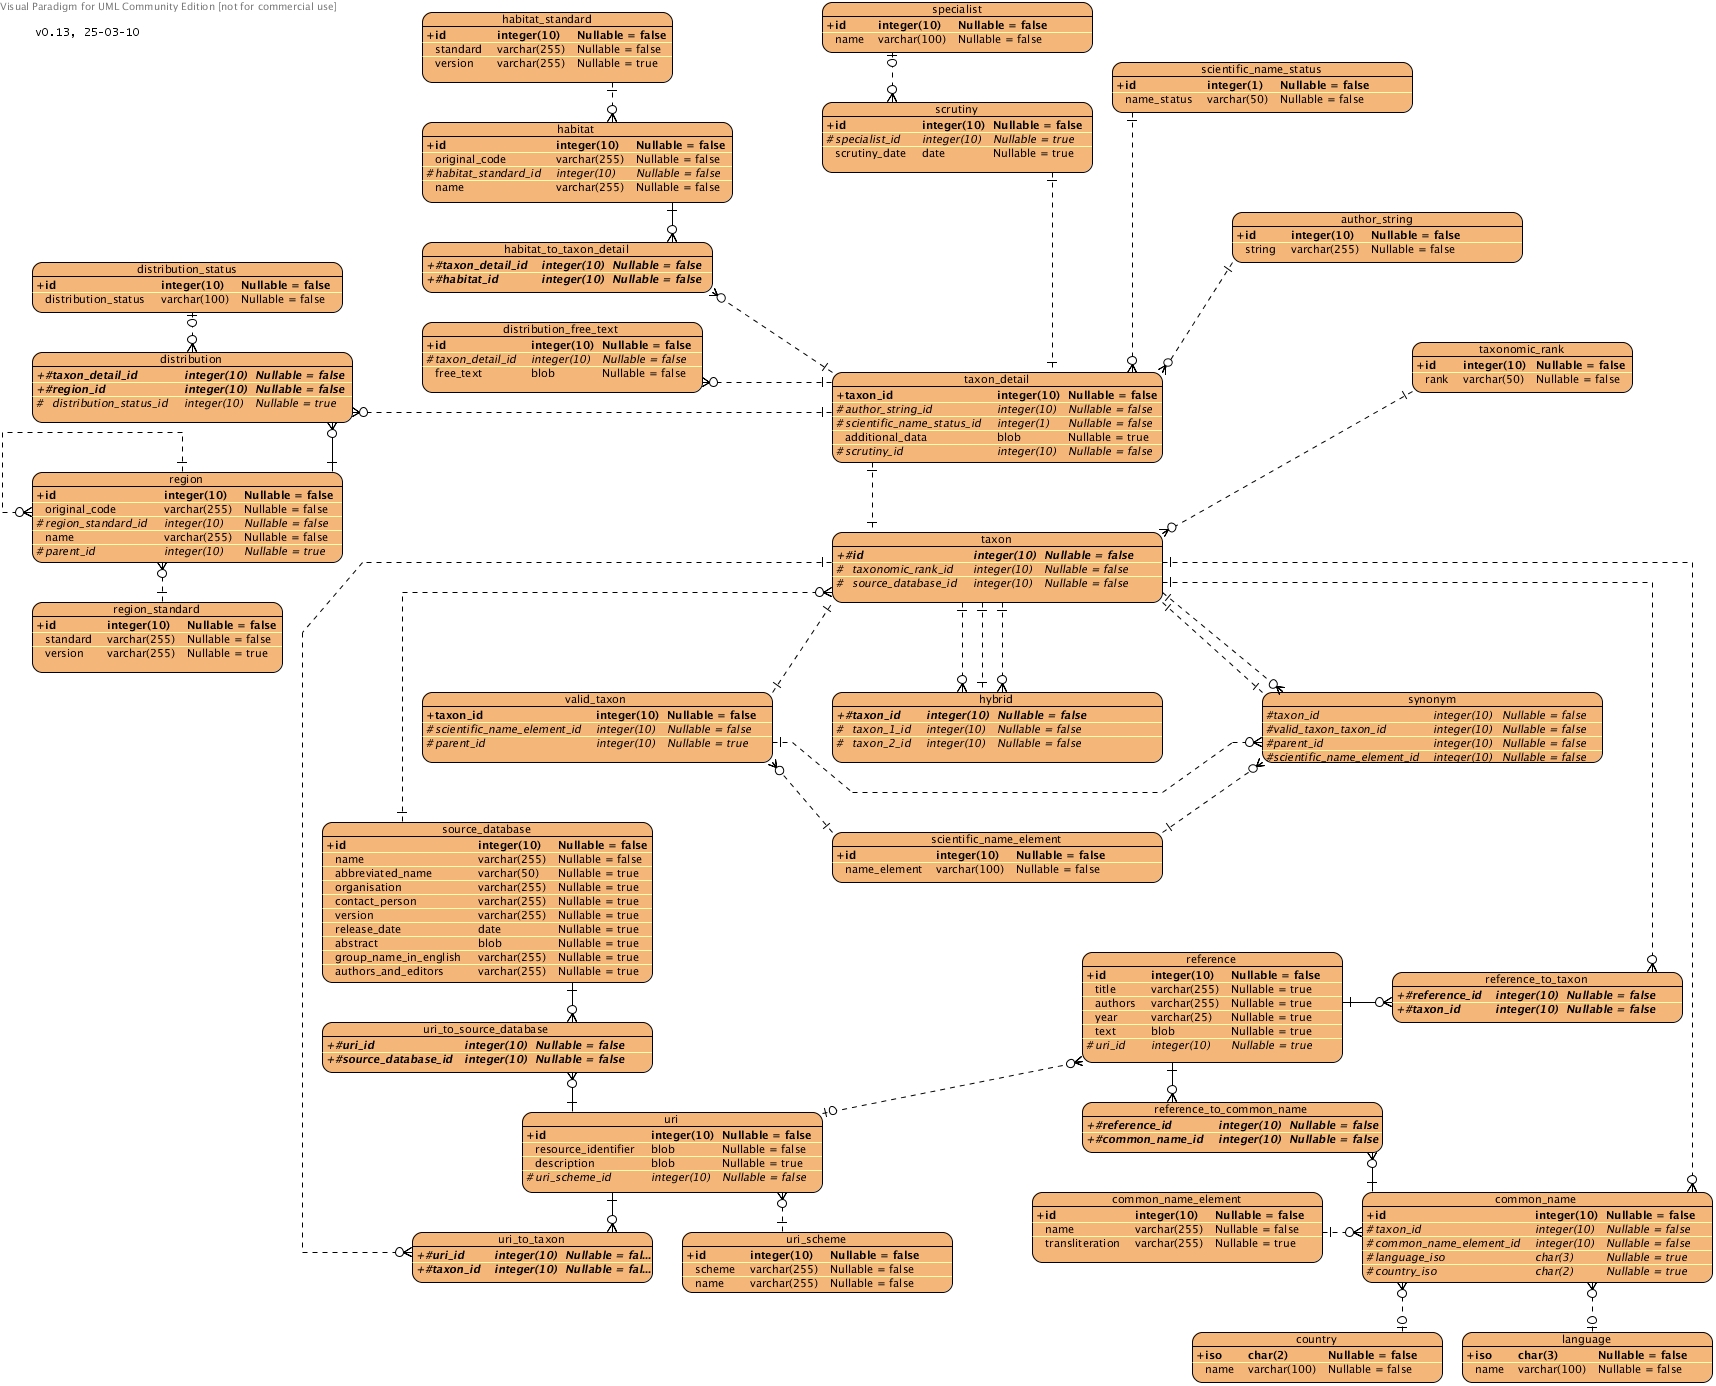 Visual Paradigm for UML Community Edition [not for commercial use]
v0.13, 25-03-10
habitat_standard
+id integer(10) Nullable = false
standard varchar(255) Nullable = false
version varchar(255) Nullable = true
specialist
+id integer(10) Nullable = false
name varchar(100) Nullable = false
scientific_name_status
+id integer(1) Nullable = false
name_status varchar(50) Nullable = false
habitat
+id integer(10) Nullable = false
original_code varchar(255) Nullable = false
#habitat_standard_id integer(10) Nullable = false
name varchar(255) Nullable = false
scrutiny
+id integer(10) Nullable = false
#specialist_id integer(10) Nullable = true
scrutiny_date date Nullable = true
author_string
+id integer(10) Nullable = false
string varchar(255) Nullable = false
habitat_to_taxon_detail
+#taxon_detail_id integer(10) Nullable = false
+#habitat_id integer(10) Nullable = false
distribution_status
+id integer(10) Nullable = false
distribution_status varchar(100) Nullable = false
distribution_free_text
+id integer(10) Nullable = false
#taxon_detail_id integer(10) Nullable = false
free_text blob Nullable = false
taxonomic_rank
+id integer(10) Nullable = false
rank varchar(50) Nullable = false
distribution
+#taxon_detail_id integer(10) Nullable = false
+#region_id integer(10) Nullable = false
# distribution_status_id integer(10) Nullable = true
taxon_detail
+taxon_id integer(10) Nullable = false
#author_string_id integer(10) Nullable = false
#scientific_name_status_id integer(1) Nullable = false
additional_data blob Nullable = true
#scrutiny_id integer(10) Nullable = false
region
+id integer(10) Nullable = false
original_code varchar(255) Nullable = false
#region_standard_id integer(10) Nullable = false
name varchar(255) Nullable = false
#parent_id integer(10) Nullable = true
taxon
+#id integer(10) Nullable = false
# taxonomic_rank_id integer(10) Nullable = false
# source_database_id integer(10) Nullable = false
region_standard
+id integer(10) Nullable = false
standard varchar(255) Nullable = false
version varchar(255) Nullable = true
valid_taxon
+taxon_id integer(10) Nullable = false
#scientific_name_element_id integer(10) Nullable = false
#parent_id integer(10) Nullable = true
hybrid
+#taxon_id integer(10) Nullable = false
# taxon_1_id integer(10) Nullable = false
# taxon_2_id integer(10) Nullable = false
synonym
#taxon_id integer(10) Nullable = false
#valid_taxon_taxon_id integer(10) Nullable = false
#parent_id integer(10) Nullable = false
#scientific_name_element_id integer(10) Nullable = false
source_database
+id integer(10) Nullable = false
name varchar(255) Nullable = false
abbreviated_name varchar(50) Nullable = true
organisation varchar(255) Nullable = true
contact_person varchar(255) Nullable = true
version varchar(255) Nullable = true
release_date date Nullable = true
abstract blob Nullable = true
group_name_in_english varchar(255) Nullable = true
authors_and_editors varchar(255) Nullable = true
scientific_name_element
+id integer(10) Nullable = false
name_element varchar(100) Nullable = false
reference
+id integer(10) Nullable = false
title varchar(255) Nullable = true
authors varchar(255) Nullable = true
year varchar(25) Nullable = true
text blob Nullable = true
#uri_id integer(10) Nullable = true
reference_to_taxon
+#reference_id integer(10) Nullable = false
+#taxon_id integer(10) Nullable = false
uri_to_source_database
+#uri_id integer(10) Nullable = false
+#source_database_id integer(10) Nullable = false
uri
+id integer(10) Nullable = false
resource_identifier blob Nullable = false
description blob Nullable = true
#uri_scheme_id integer(10) Nullable = false
reference_to_common_name
+#reference_id integer(10) Nullable = false
+#common_name_id integer(10) Nullable = false
common_name_element
+id integer(10) Nullable = false
name varchar(255) Nullable = false
transliteration varchar(255) Nullable = true
common_name
+id integer(10) Nullable = false
#taxon_id integer(10) Nullable = false
#common_name_element_id integer(10) Nullable = false
#language_iso char(3) Nullable = true
#country_iso char(2) Nullable = true
uri_to_taxon
+#uri_id integer(10) Nullable = fal...
+#taxon_id integer(10) Nullable = fal...
uri_scheme
+id integer(10) Nullable = false
scheme varchar(255) Nullable = false
name varchar(255) Nullable = false
country
+iso char(2) Nullable = false
name varchar(100) Nullable = false
language
+iso char(3) Nullable = false
name varchar(100) Nullable = false